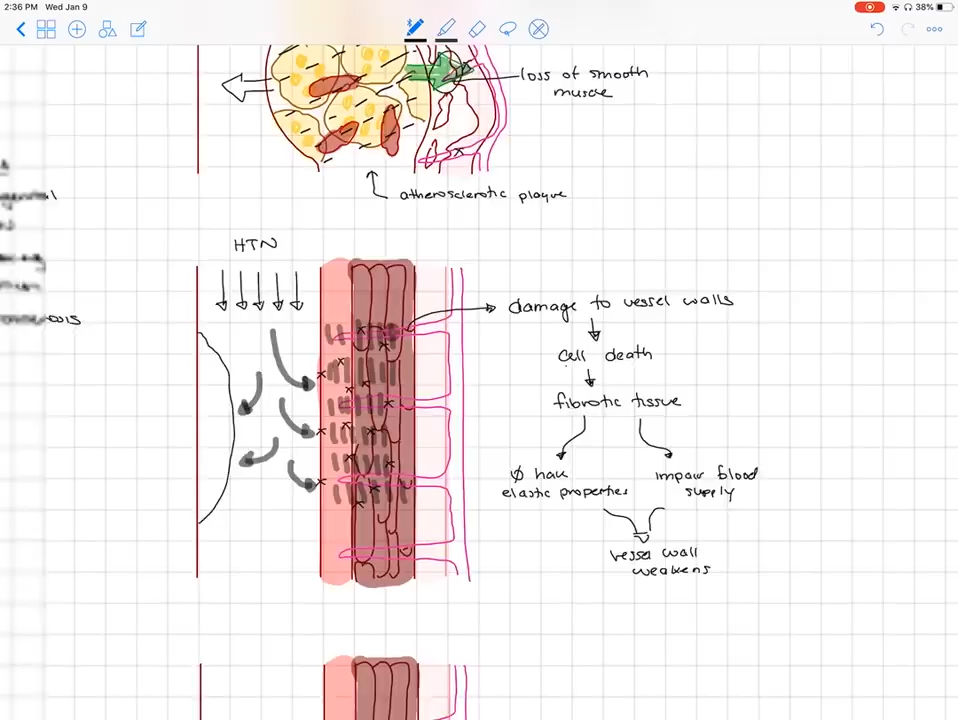 2:36 PM Wed Jan 9
38%
loss of smooth
muscle
atherosclerotic plaque
HTN
damage to vessel walls
cell death
fibrotic tissue
Ø have
elastic properties
impair blood
supply
vessel wall
weakens